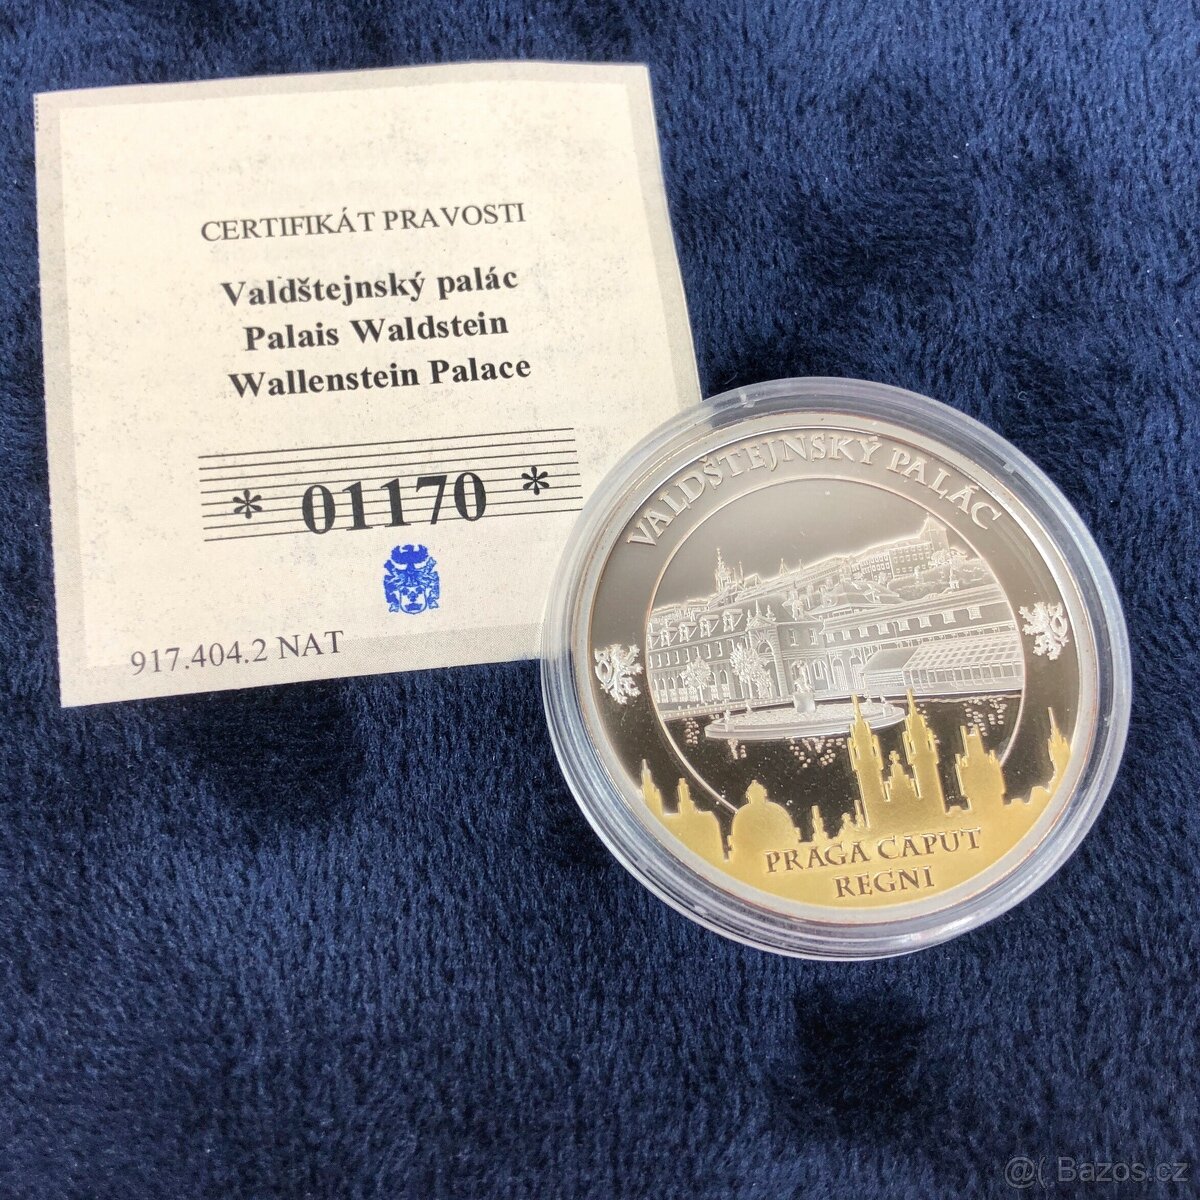 CERTIFIKÁT PRAVOSTI
Valdštejnský palác
Palais Waldstein
Wallenstein Palace
* 01170 *
917.404.2 NAT
VALDŠTEJNSKÝ PALÁC
PRAGA CAPUT
REGNI
@( Bazos.cz